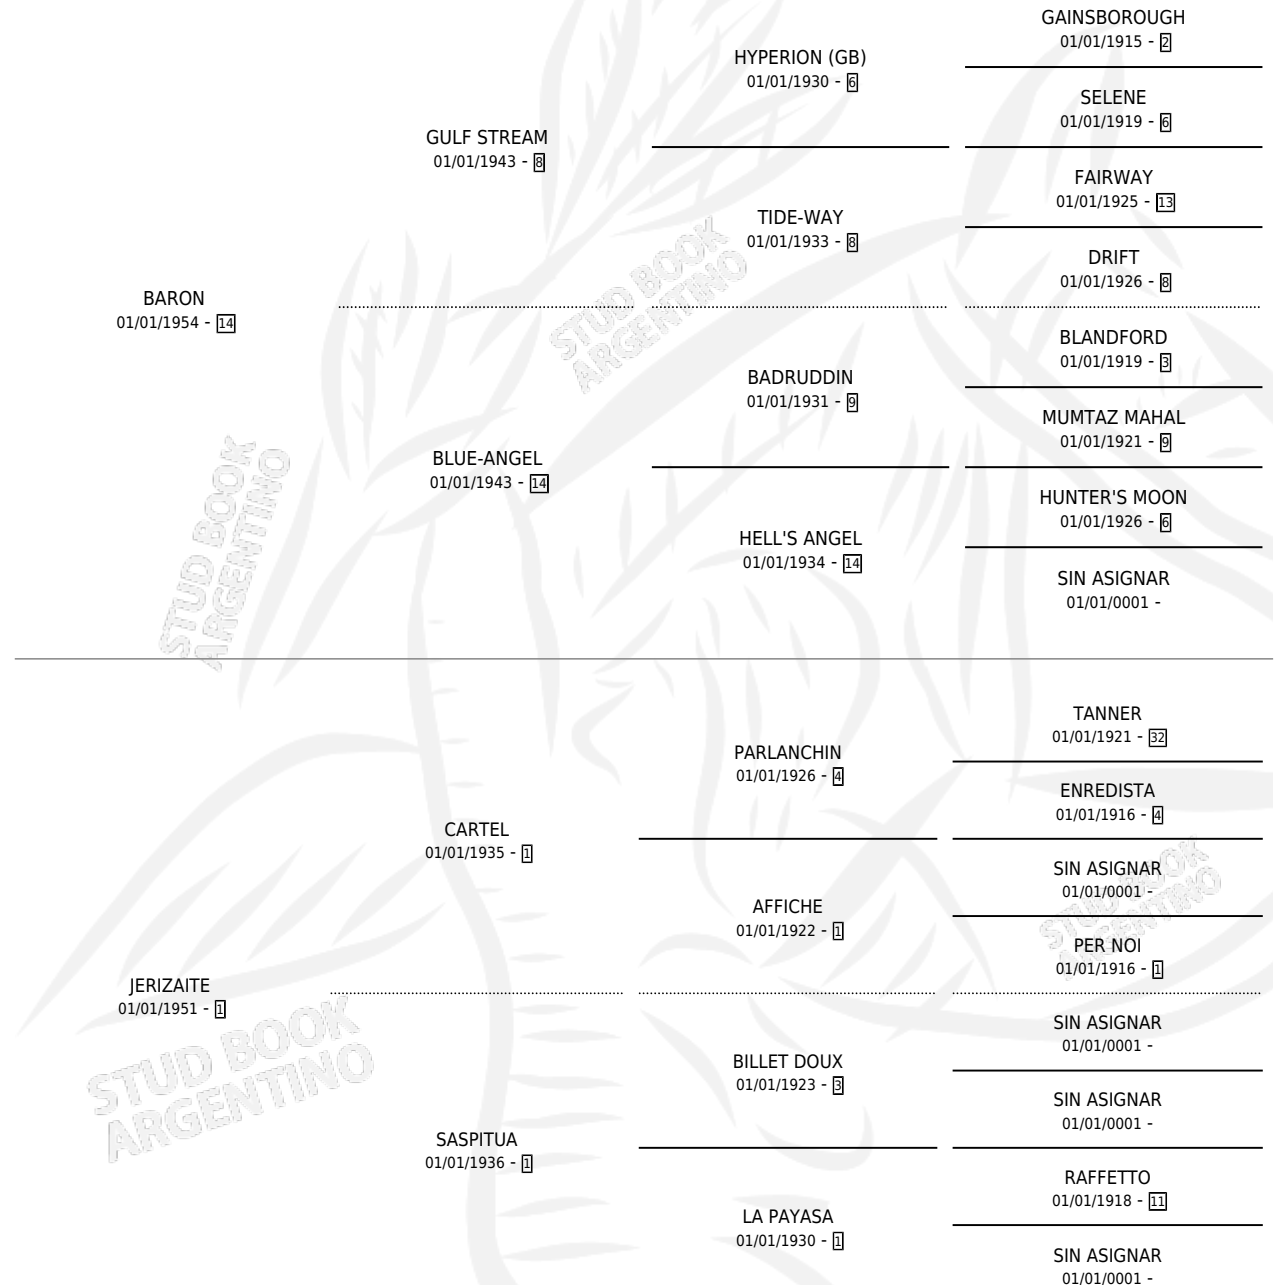 GAINSBOROUGH
01/01/1915 - 2
HYPERION (GB)
01/01/1930 - 6
SELENE
01/01/1919 - 6
GULF STREAM
01/01/1943 - 8
FAIRWAY
01/01/1925 - 13
TIDE-WAY
01/01/1933 - 8
DRIFT
01/01/1926 - 8
BARON
01/01/1954 - 14
BLANDFORD
01/01/1919 - 3
BADRUDDIN
01/01/1931 - 9
MUMTAZ MAHAL
01/01/1921 - 9
BLUE-ANGEL
01/01/1943 - 14
HUNTER'S MOON
01/01/1926 - 6
HELL'S ANGEL
01/01/1934 - 14
SIN ASIGNAR
01/01/0001 -
TANNER
01/01/1921 - 32
PARLANCHIN
01/01/1926 - 4
ENREDISTA
01/01/1916 - 4
CARTEL
01/01/1935 - 1
SIN ASIGNAR
01/01/0001 -
AFFICHE
01/01/1922 - 1
PER NOI
01/01/1916 - 1
JERIZAITE
01/01/1951 - 1
SIN ASIGNAR
01/01/0001 -
BILLET DOUX
01/01/1923 - 3
SIN ASIGNAR
01/01/0001 -
SASPITUA
01/01/1936 - 1
RAFFETTO
01/01/1918 - 11
LA PAYASA
01/01/1930 - 1
SIN ASIGNAR
01/01/0001 -
STUD BOOK
ARGENTINO
STUD BOOK
ARGENTINO
STUD BOOK
ARGENTINO
STUD BOOK
ARGENTINO